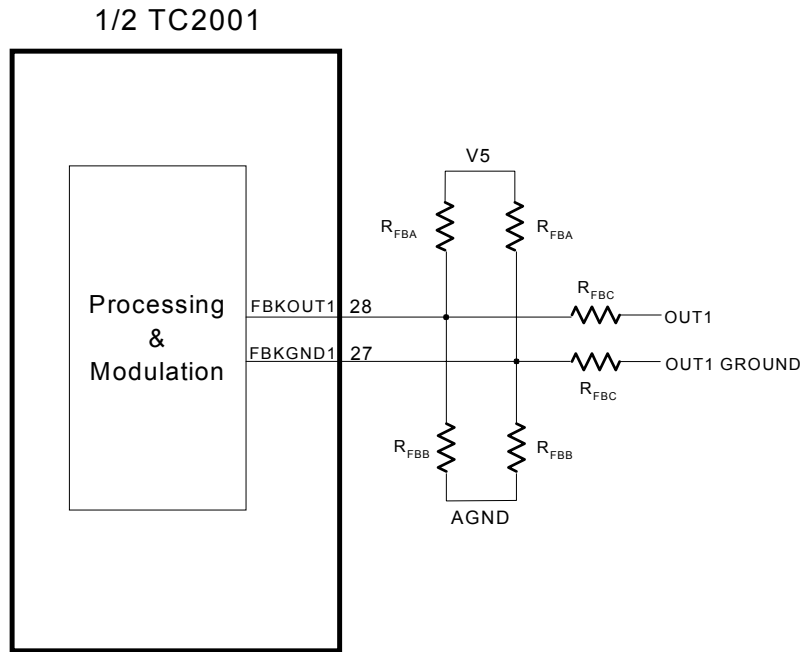 1/2 TC2001
V5
RFBA
RFBA
Processing
&
Modulation
FBKOUT1
28
FBKGND1
27
RFBC
OUT1
OUT1 GROUND
RFBC
RFBB
RFBB
AGND